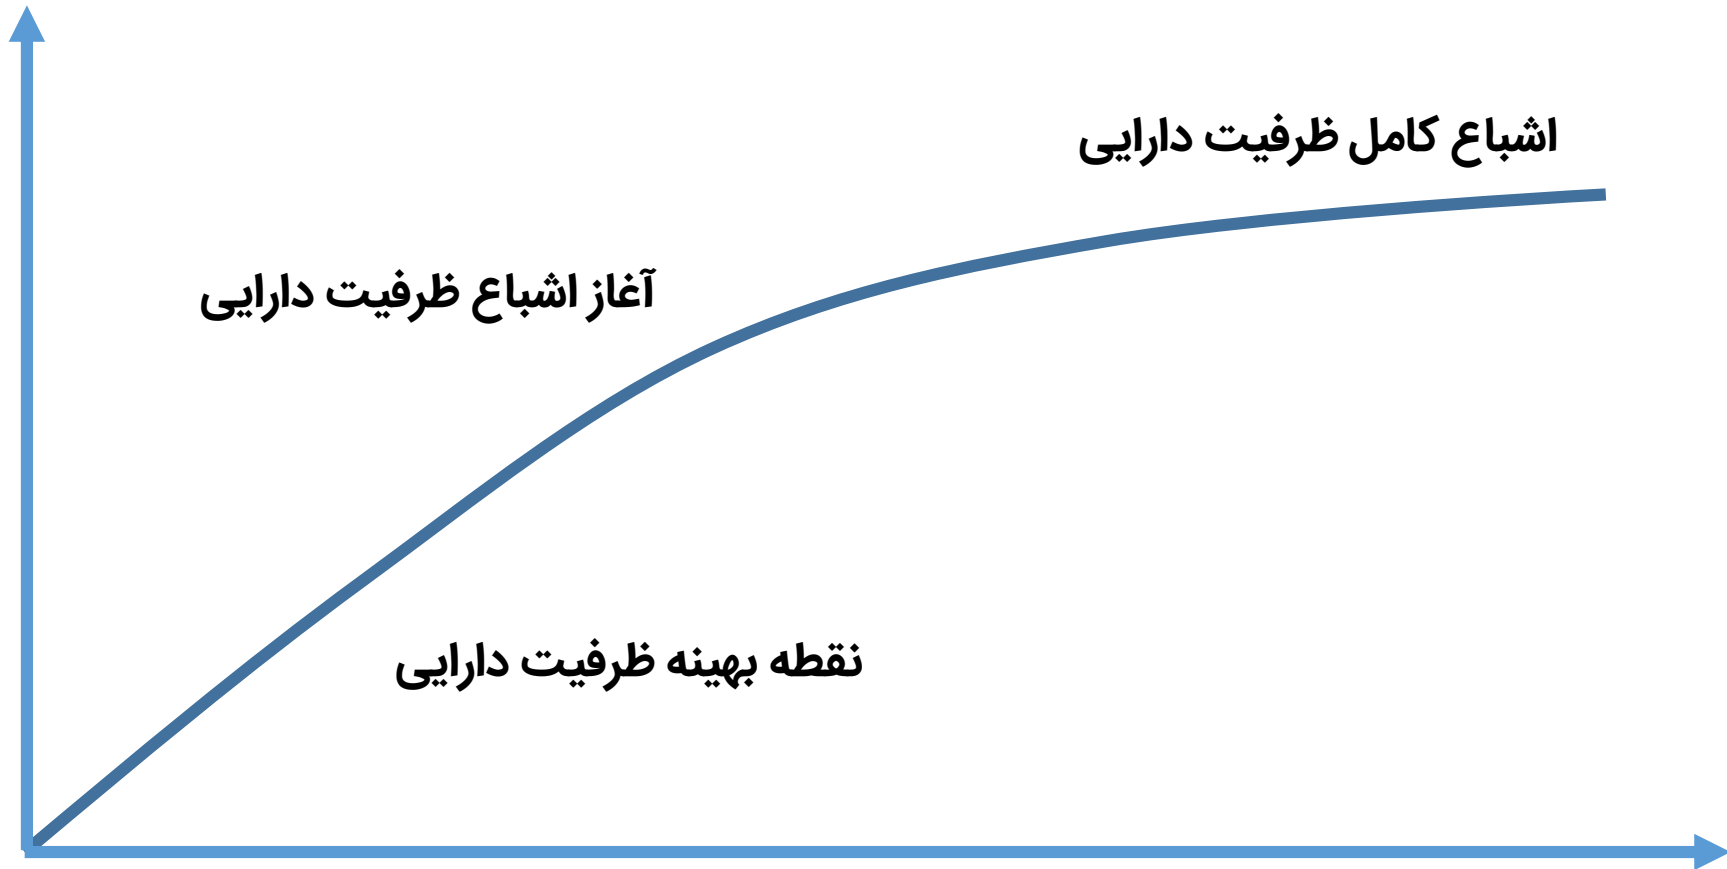 اشباع کامل ظرفیت دارایی
آغاز اشباع ظرفیت دارایی
نقطه بهینه ظرفیت دارایی